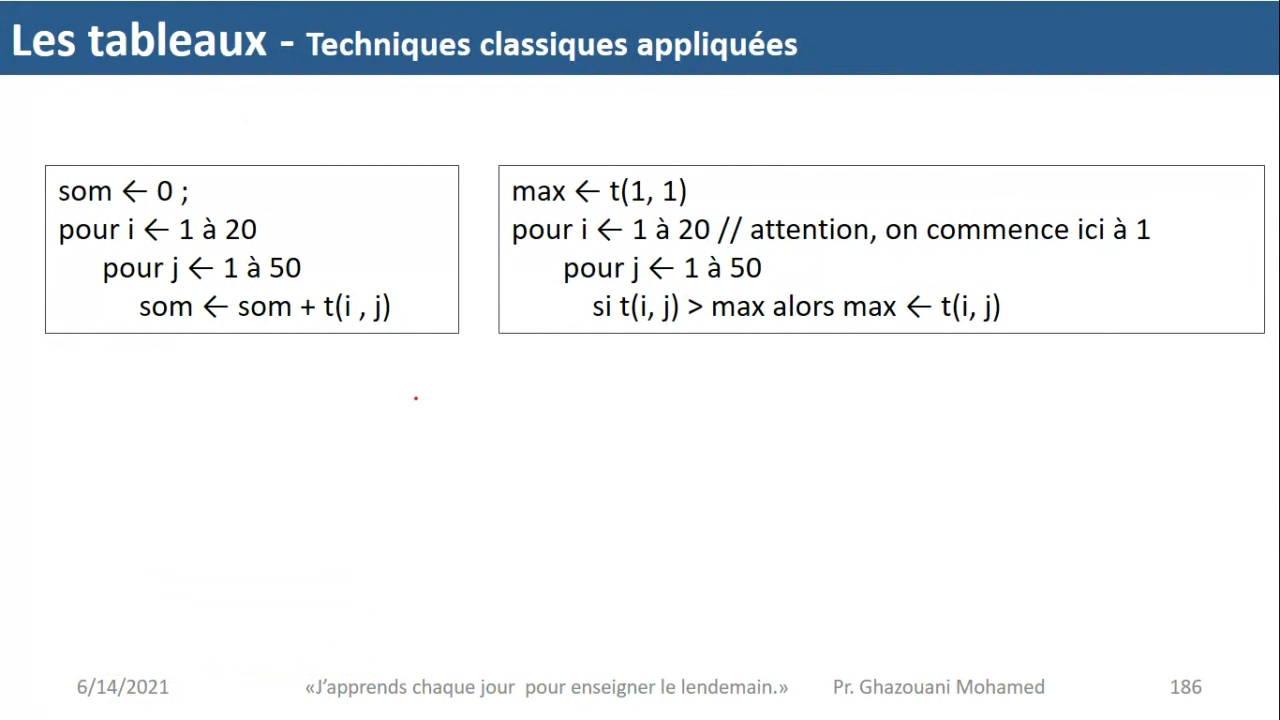 Les tableaux - Techniques classiques appliquées
som ← 0 ;
pour i ← 1 à 20
pour j ← 1 à 50
som ← som + t(i , j)
max ← t(1, 1)
pour i ← 1 à 20 // attention, on commence ici à 1
pour j ← 1 à 50
si t(i, j) > max alors max ← t(i, j)
6/14/2021
«J’apprends chaque jour pour enseigner le lendemain.»
Pr. Ghazouani Mohamed
186